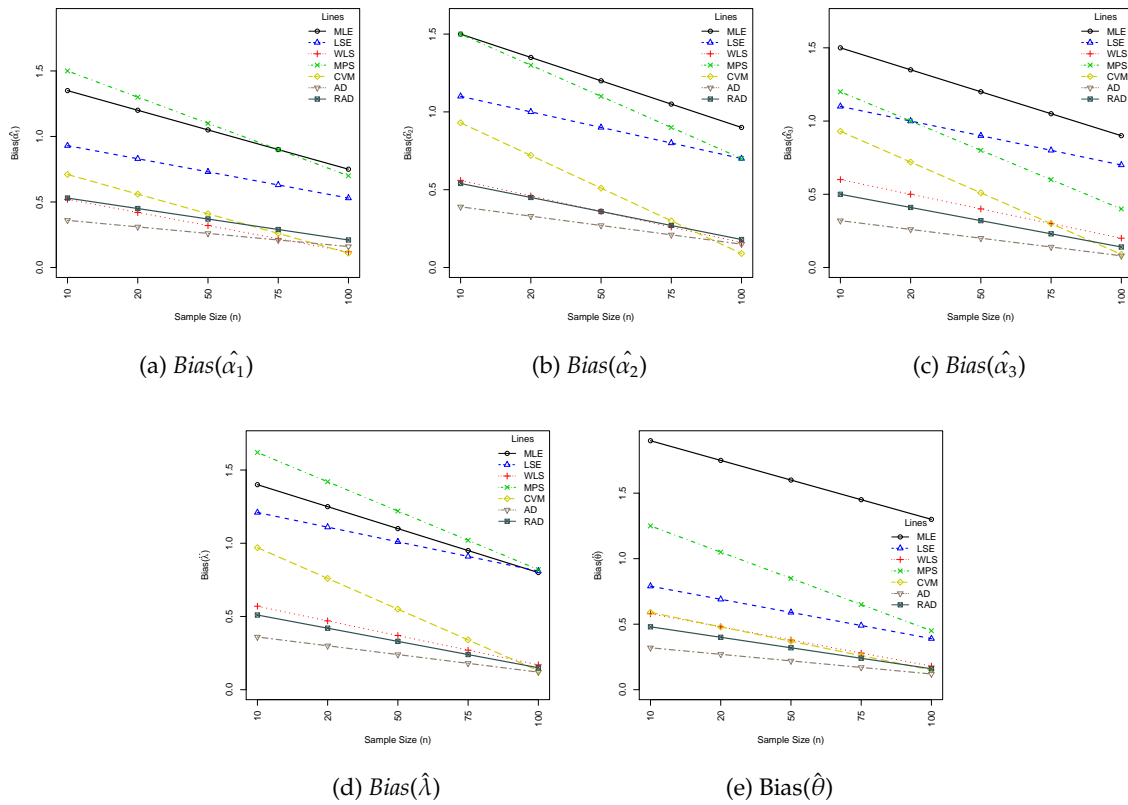 Lines
MLE
LSE
WLS
MPS
CVM
AD
RAD
Bias(α̂₁)
0.0
0.5
1.0
1.5
10
20
50
75
100
Sample Size (n)
(a) Bias(α̂₁)
Lines
MLE
LSE
WLS
MPS
CVM
AD
RAD
Bias(α̂₂)
0.0
0.5
1.0
1.5
10
20
50
75
100
Sample Size (n)
(b) Bias(α̂₂)
Lines
MLE
LSE
WLS
MPS
CVM
AD
RAD
Bias(α̂₃)
0.0
0.5
1.0
1.5
10
20
50
75
100
Sample Size (n)
(c) Bias(α̂₃)
Lines
MLE
LSE
WLS
MPS
CVM
AD
RAD
Bias(λ̂)
0.0
0.5
1.0
1.5
10
20
50
75
100
Sample Size (n)
(d) Bias(λ̂)
Lines
MLE
LSE
WLS
MPS
CVM
AD
RAD
Bias(θ̂)
0.0
0.5
1.0
1.5
10
20
50
75
100
Sample Size (n)
(e) Bias(θ̂)